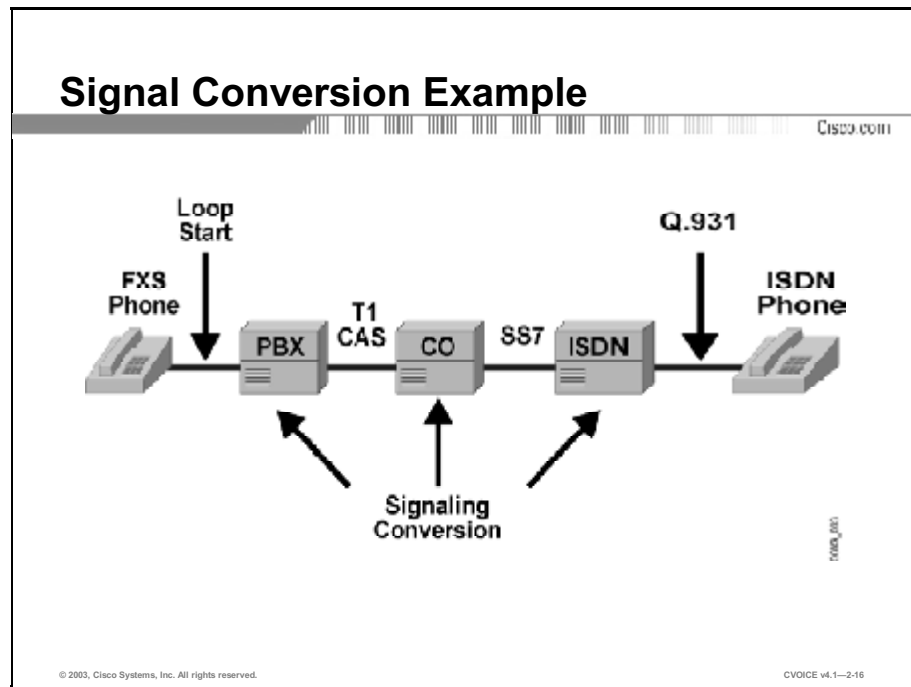 Signal Conversion Example
Cisco.com
Loop
Start
Q.931
FXS
Phone
T1
CAS
SS7
ISDN
Phone
PBX
CO
ISDN
Signaling
Conversion
© 2003, Cisco Systems, Inc. All rights reserved.
CVOICE v4.1—2-16